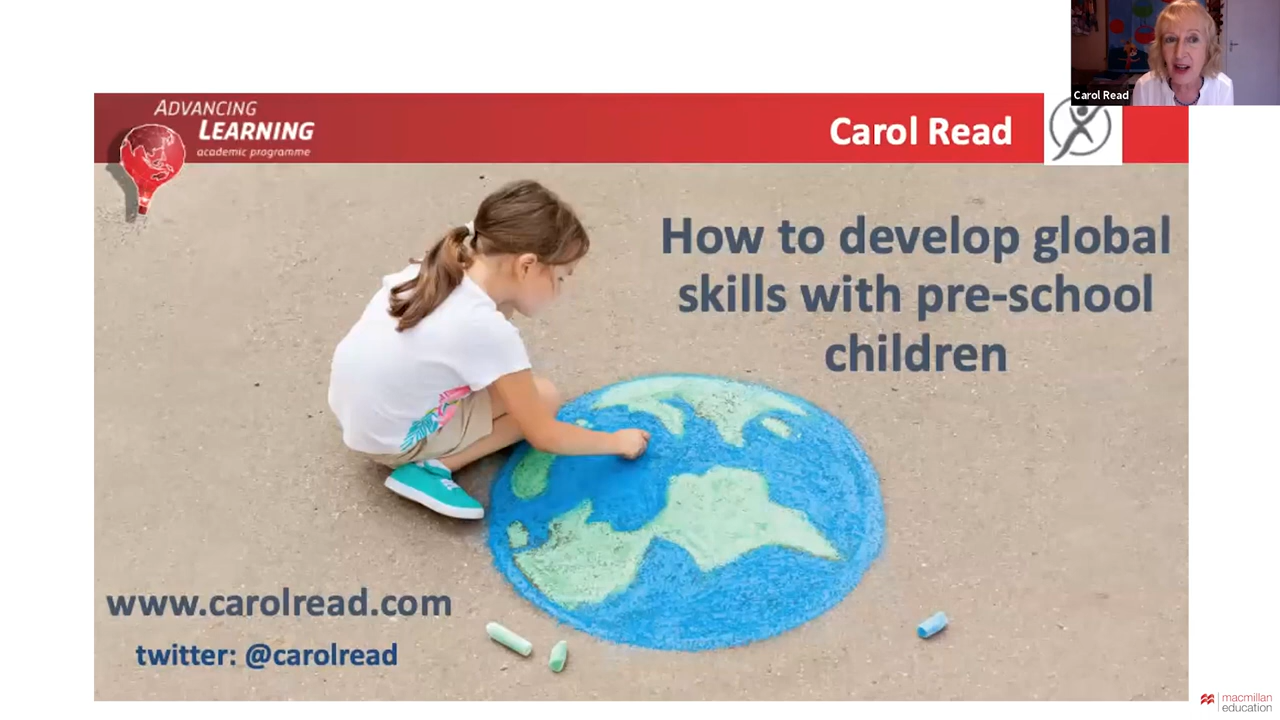 Carol Read
ADVANCING
LEARNING
academic programme
Carol Read
How to develop global
skills with pre-school
children
www.carolread.com
twitter: @carolread
macmillan
education